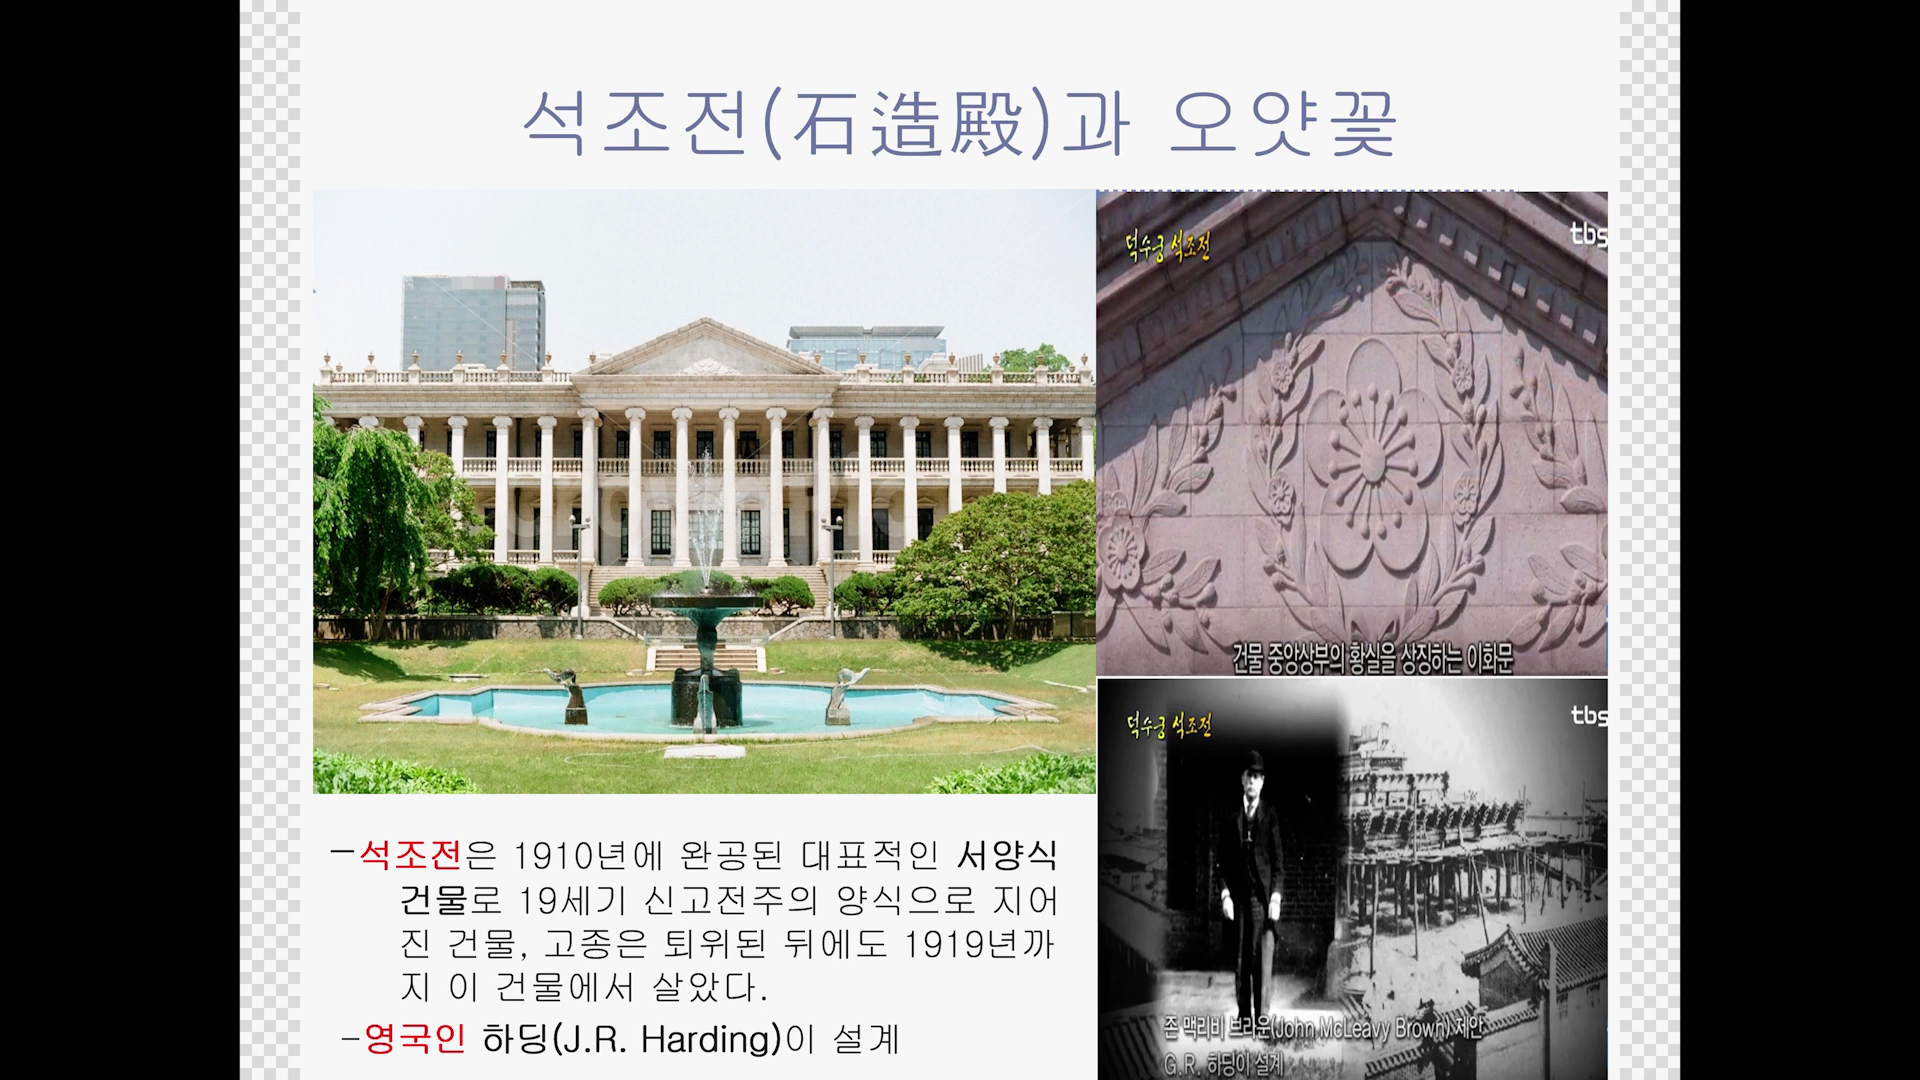 석조전(石造殿)과 오얏꽃
덕수궁 석조전
tbs
건물 중앙상부의 황실을 상징하는 이화문
덕수궁 석조전
tbs
존 맥리비 브라운(John McLeavy Brown) 제안
G.R. 하딩이 설계
–석조전은 1910년에 완공된 대표적인 서양식
건물로 19세기 신고전주의 양식으로 지어
진 건물, 고종은 퇴위된 뒤에도 1919년까
지 이 건물에서 살았다.
–영국인 하딩(J.R. Harding)이 설계